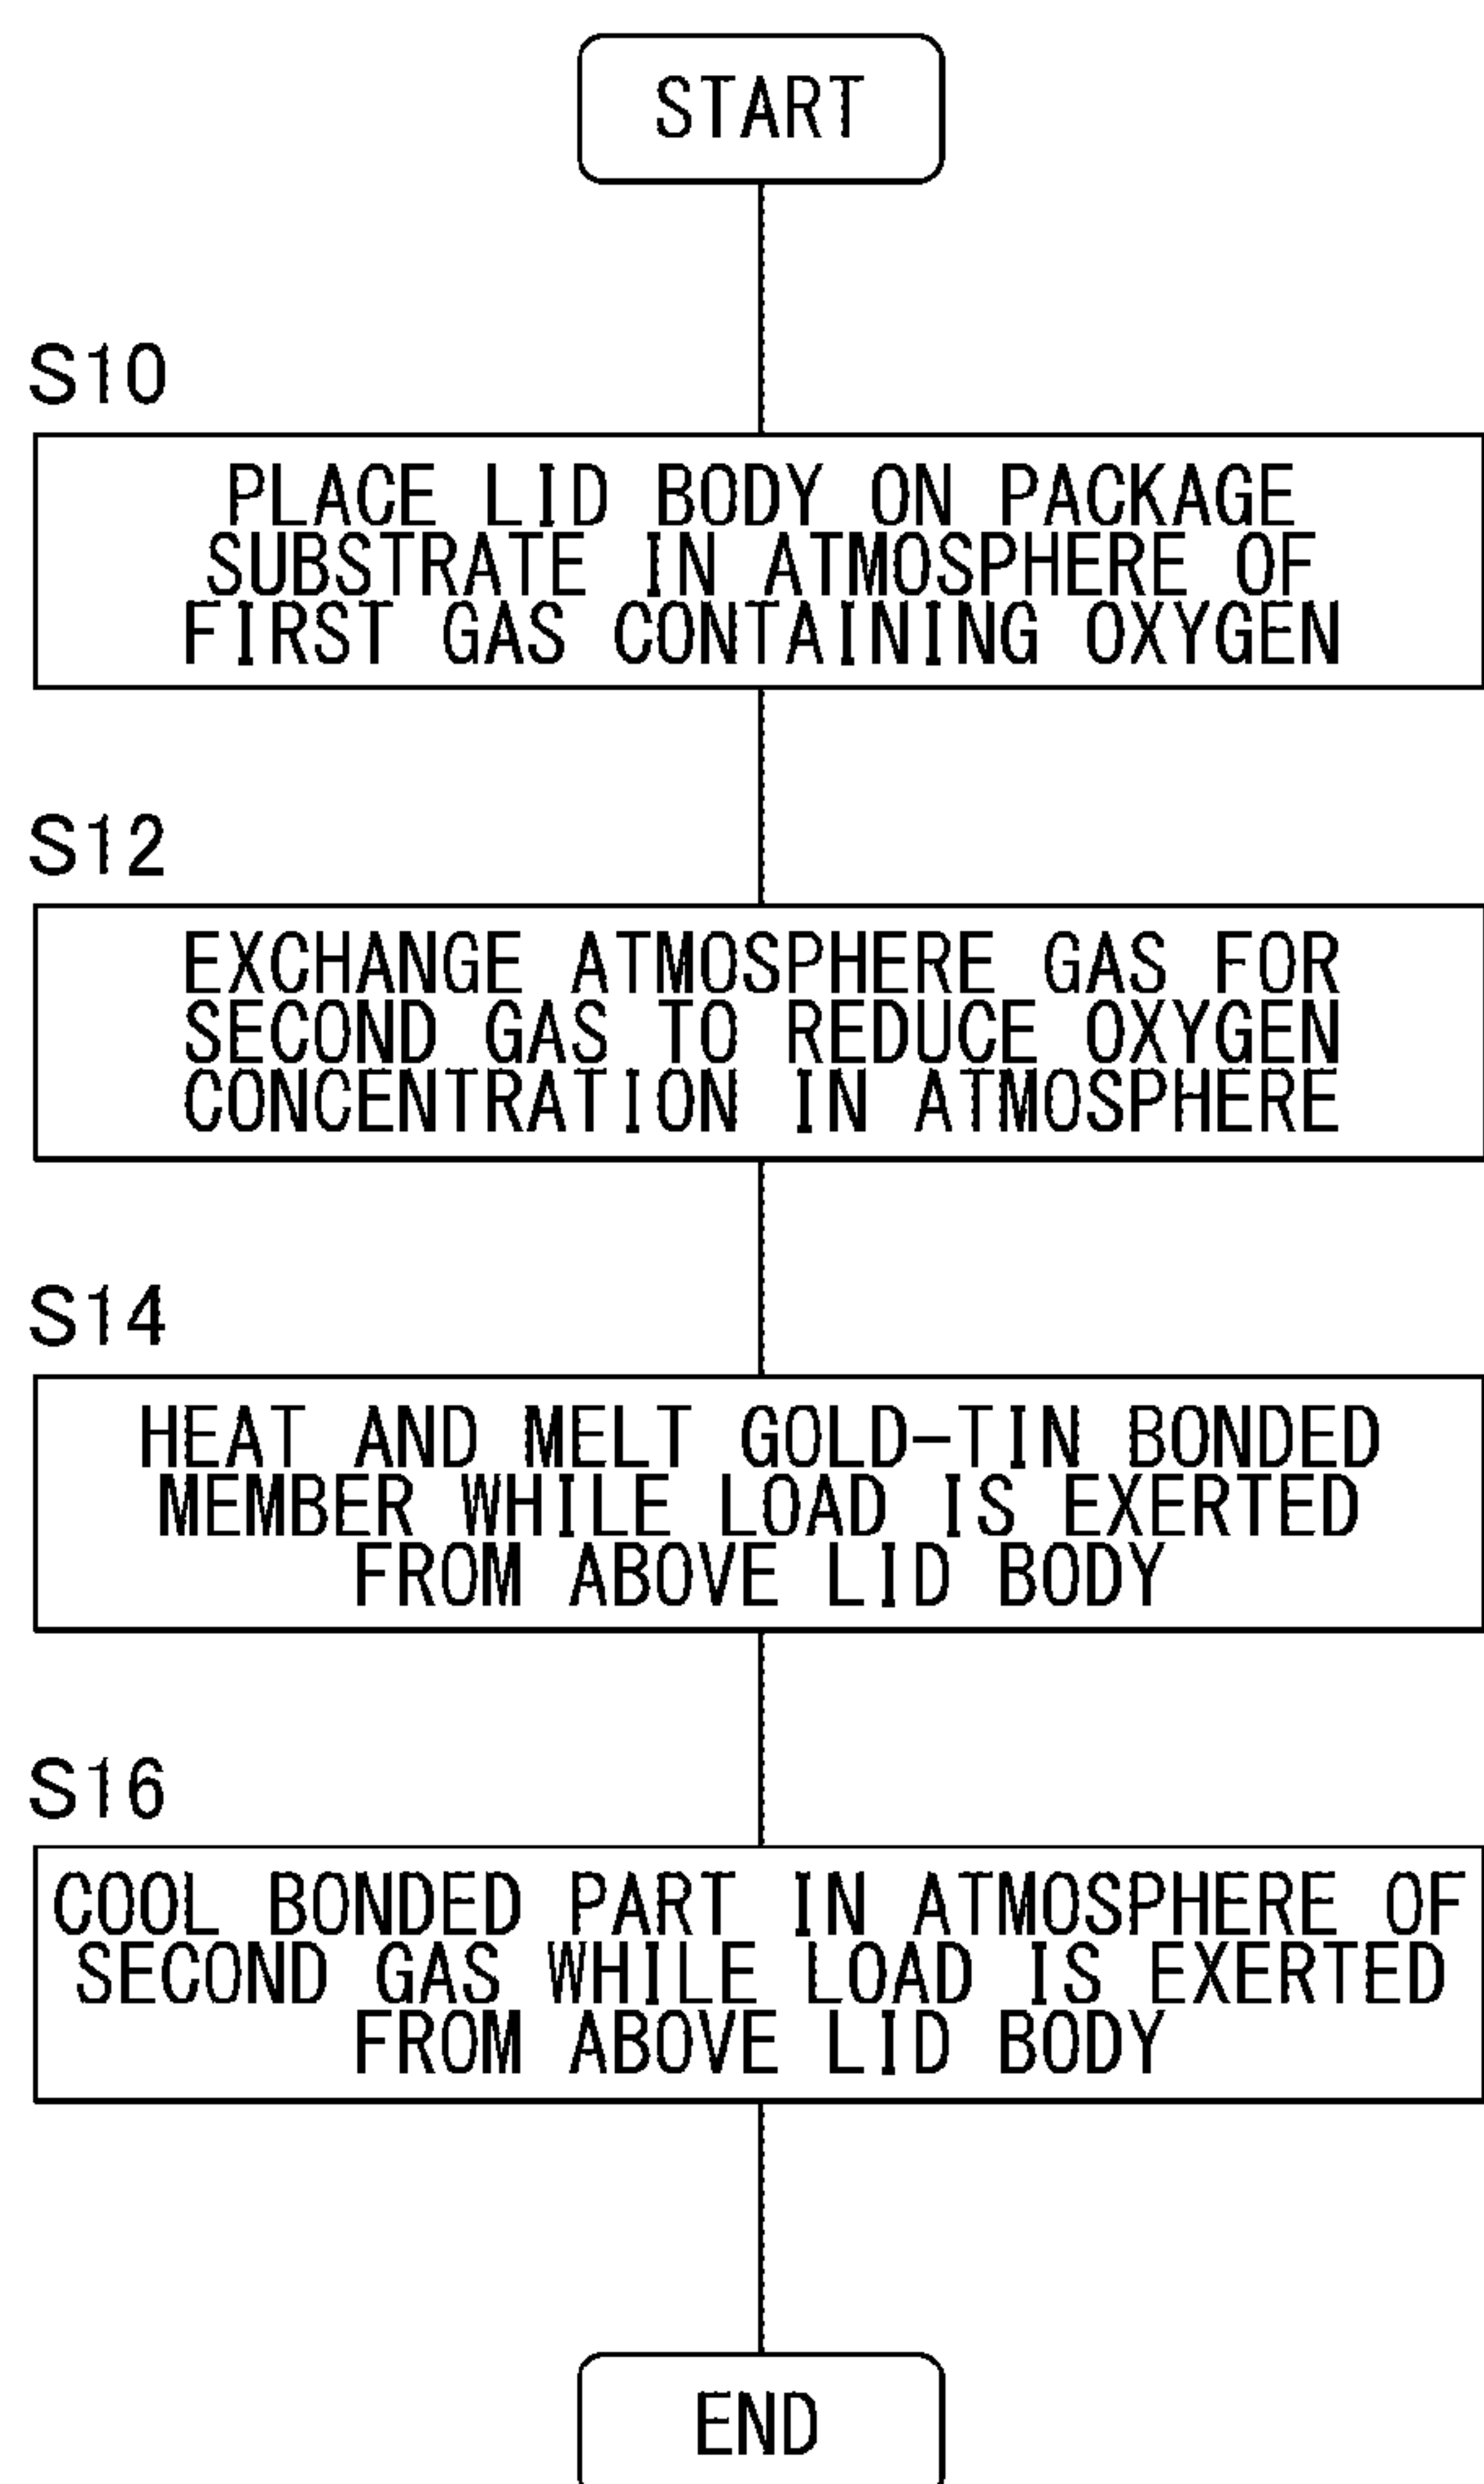 START
S10
PLACE LID BODY ON PACKAGE
SUBSTRATE IN ATMOSPHERE OF
FIRST GAS CONTAINING OXYGEN
S12
EXCHANGE ATMOSPHERE GAS FOR
SECOND GAS TO REDUCE OXYGEN
CONCENTRATION IN ATMOSPHERE
S14
HEAT AND MELT GOLD-TIN BONDED
MEMBER WHILE LOAD IS EXERTED
FROM ABOVE LID BODY
S16
COOL BONDED PART IN ATMOSPHERE OF
SECOND GAS WHILE LOAD IS EXERTED
FROM ABOVE LID BODY
END